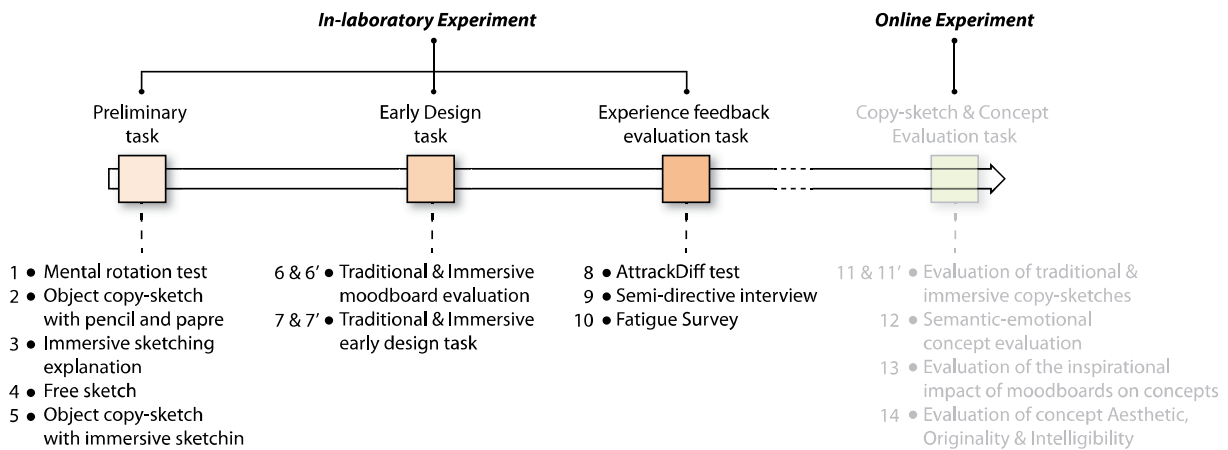 In-laboratory Experiment
Online Experiment
Preliminary
task
Early Design
task
Experience feedback
evaluation task
Copy-sketch & Concept
Evaluation task
1 ● Mental rotation test
2 ● Object copy-sketch
with pencil and papre
3 ● Immersive sketching
explanation
4 ● Free sketch
5 ● Object copy-sketch
with immersive sketchin
6 & 6' ● Traditional & Immersive
moodboard evaluation
7 & 7' ● Traditional & Immersive
early design task
8 ● AttrackDiff test
9 ● Semi-directive interview
10 ● Fatigue Survey
11 & 11' ● Evaluation of traditional &
immersive copy-sketches
12 ● Semantic-emotional
concept evaluation
13 ● Evaluation of the inspirational
impact of moodboards on concepts
14 ● Evaluation of concept Aesthetic,
Originality & Intelligibility